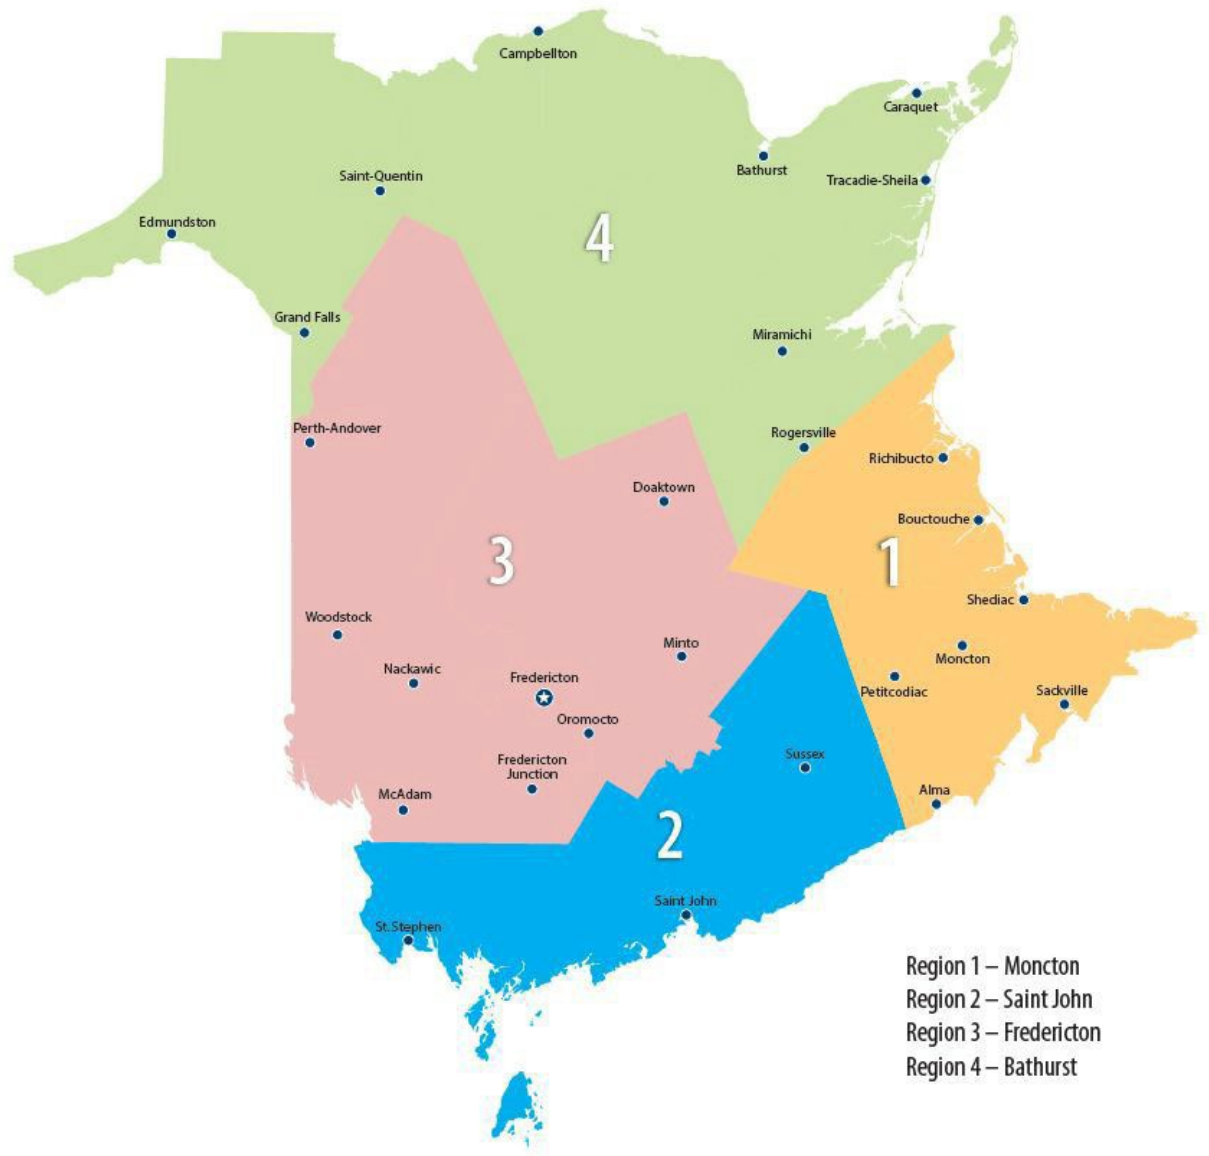 Campbellton
Caraquet
Bathurst
Saint-Quentin
Tracadie-Sheila
Edmundston
4
Grand Falls
Miramichi
Perth-Andover
Rogersville
Richibucto
Doaktown
Bouctouche
3
1
Shediac
Woodstock
Minto
Moncton
Nackawic
Fredericton
Petitcodiac
Sackville
Oromocto
Sussex
Fredericton
Junction
Alma
McAdam
2
Saint John
St. Stephen
Region 1 – Moncton
Region 2 – Saint John
Region 3 – Fredericton
Region 4 – Bathurst